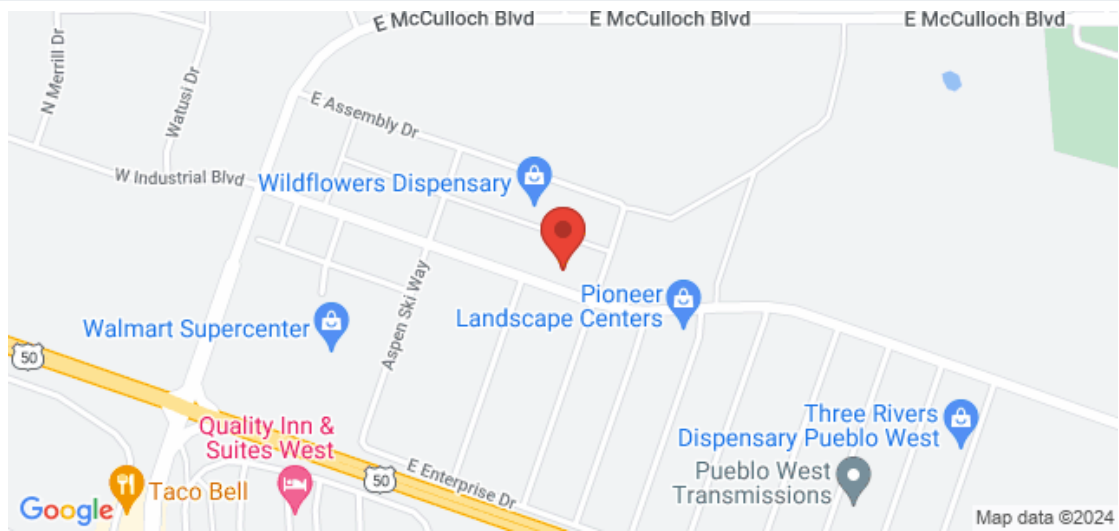 E McCulloch Blvd
E McCulloch Blvd
E McCulloch Blvd
N Merrill Dr
Watusi Dr
E Assembly Dr
W Industrial Blvd
Wildflowers Dispensary
Aspen Ski Way
Pioneer
Landscape Centers
Walmart Supercenter
50
Quality Inn &
Suites West
Three Rivers
Dispensary Pueblo West
E Enterprise Dr
50
Pueblo West
Transmissions
Taco Bell
Google
Map data ©2024